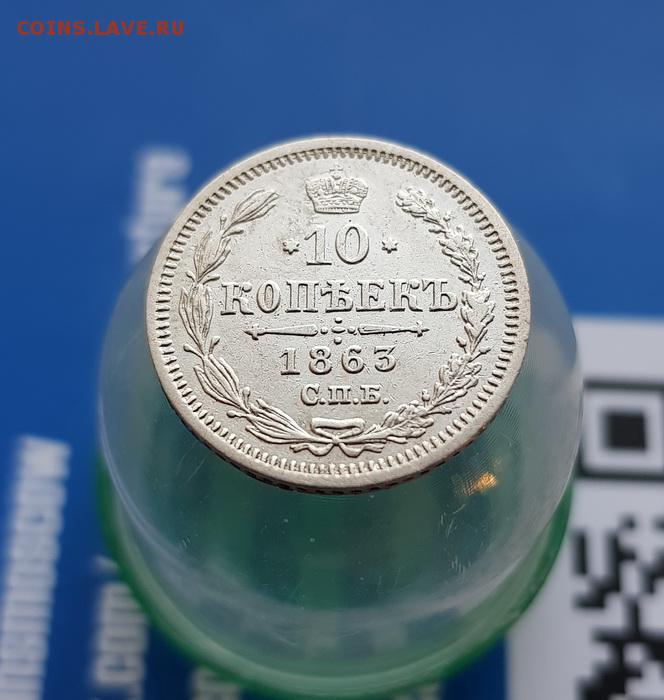 COINS.LAVE.RU
* 10 *
КОПѢЕКЪ
1863
С.П.Б.